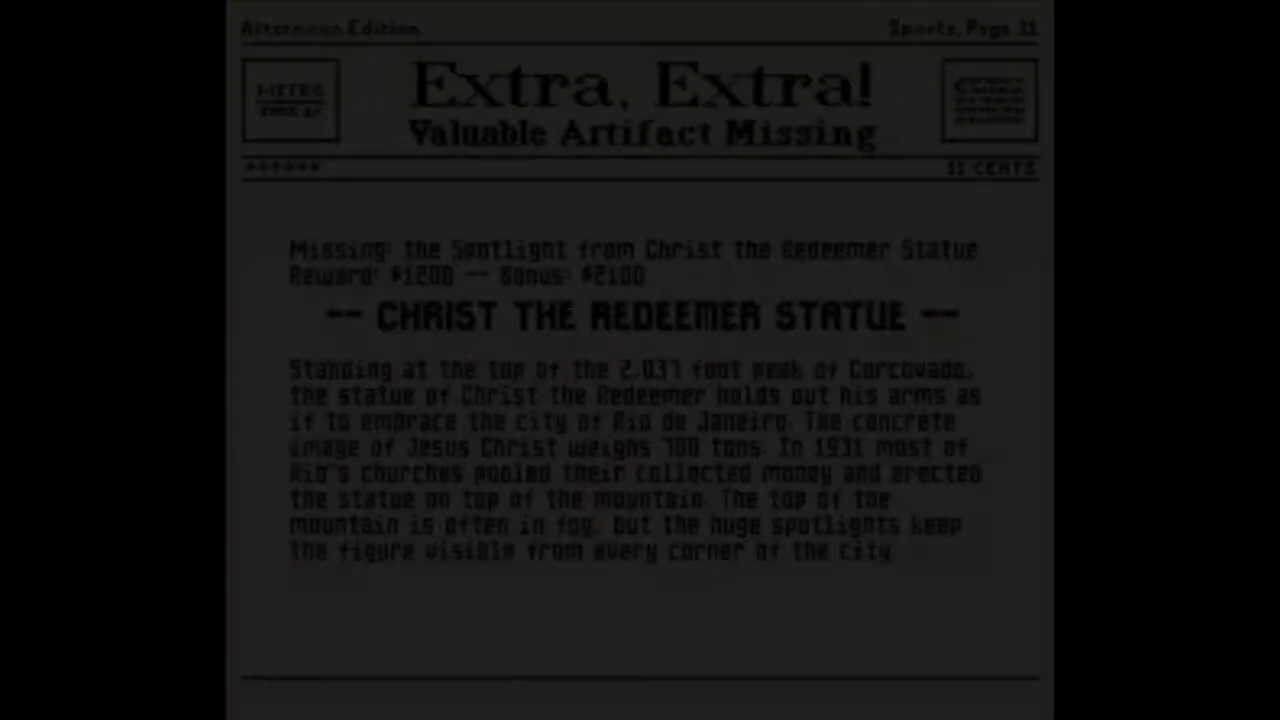 Afternoon Edition
Sports, Page 11
METRO
Extra, Extra!
Valuable Artifact Missing
******
35 CENTS
Missing: the Spotlight from Christ the Redeemer Statue
Reward: $1200 -- Bonus: $2100
-- CHRIST THE REDEEMER STATUE --
Standing at the top of the 2,037 foot peak of Corcovado,
the statue of Christ the Redeemer holds out his arms as
if to embrace the city of Rio de Janeiro. The concrete
image of Jesus Christ weighs 700 tons. In 1931 most of
Rio's churches pooled their collected money and erected
the statue on top of the mountain. The top of the
mountain is often in fog, but the huge spotlights keep
the figure visible from every corner of the city.